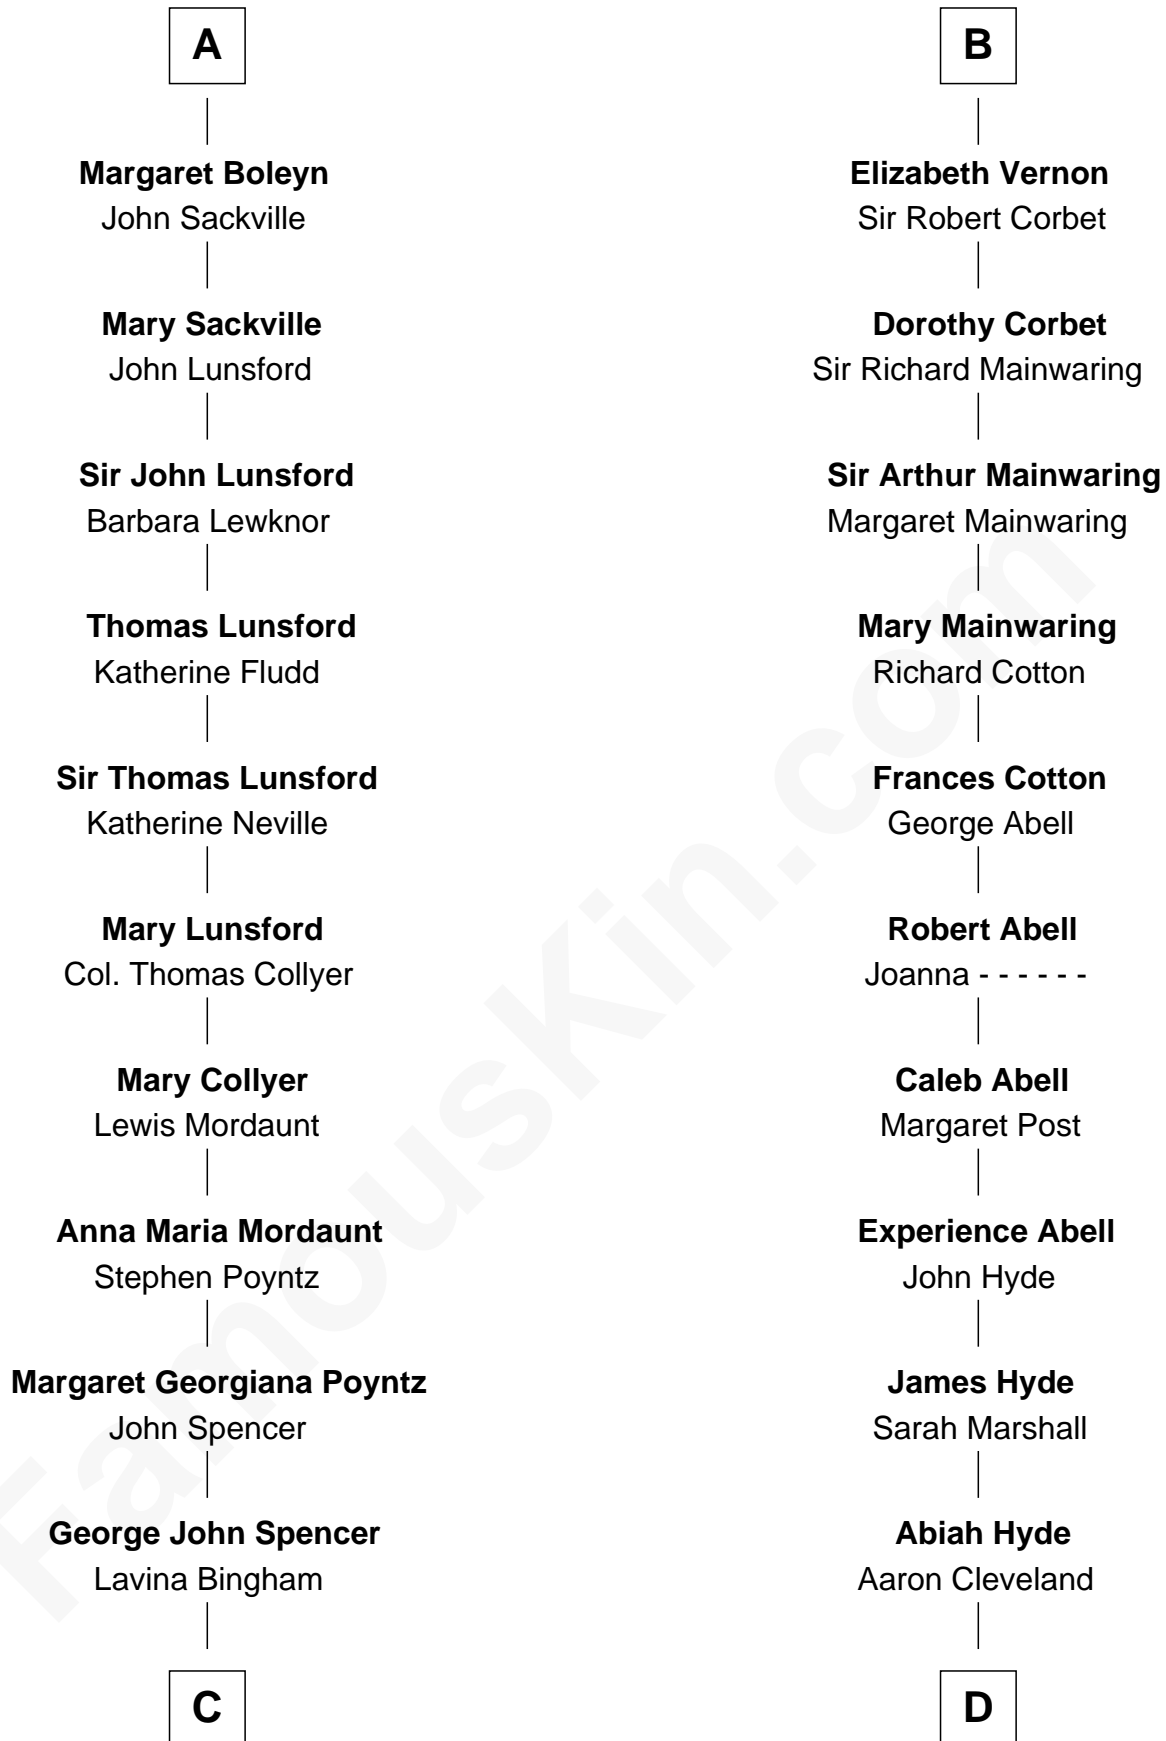 A
Margaret Boleyn
John Sackville
Mary Sackville
John Lunsford
Sir John Lunsford
Barbara Lewknor
Thomas Lunsford
Katherine Fludd
Sir Thomas Lunsford
Katherine Neville
Mary Lunsford
Col. Thomas Collyer
Mary Collyer
Lewis Mordaunt
Anna Maria Mordaunt
Stephen Poyntz
Margaret Georgiana Poyntz
John Spencer
George John Spencer
Lavina Bingham
C
B
Elizabeth Vernon
Sir Robert Corbet
Dorothy Corbet
Sir Richard Mainwaring
Sir Arthur Mainwaring
Margaret Mainwaring
Mary Mainwaring
Richard Cotton
Frances Cotton
George Abell
Robert Abell
Joanna - - - - - -
Caleb Abell
Margaret Post
Experience Abell
John Hyde
James Hyde
Sarah Marshall
Abiah Hyde
Aaron Cleveland
D
FamousKin.com